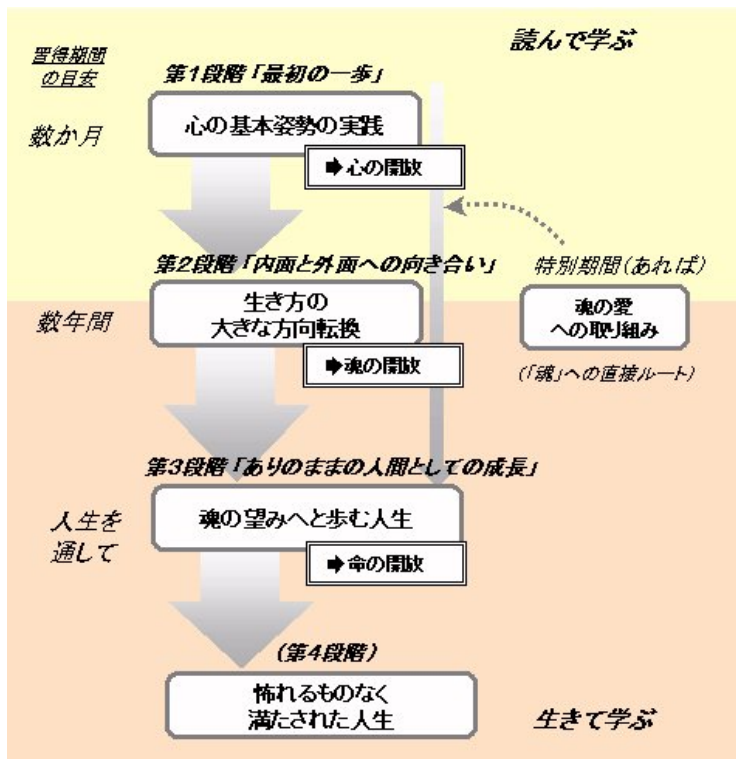 読んで学ぶ
習得期間
の目安
第1段階「最初の一歩」
数か月
心の基本姿勢の実践
➡心の開放
第2段階「内面と外面への向き合い」
特別期間(あれば)
数年間
生き方の
大きな方向転換
➡魂の開放
魂の愛
への取り組み
(「魂」への直接ルート)
第3段階「ありのままの人間としての成長」
人生を
通して
魂の望みへと歩む人生
➡命の開放
(第4段階)
怖れるものなく
満たされた人生
生きて学ぶ